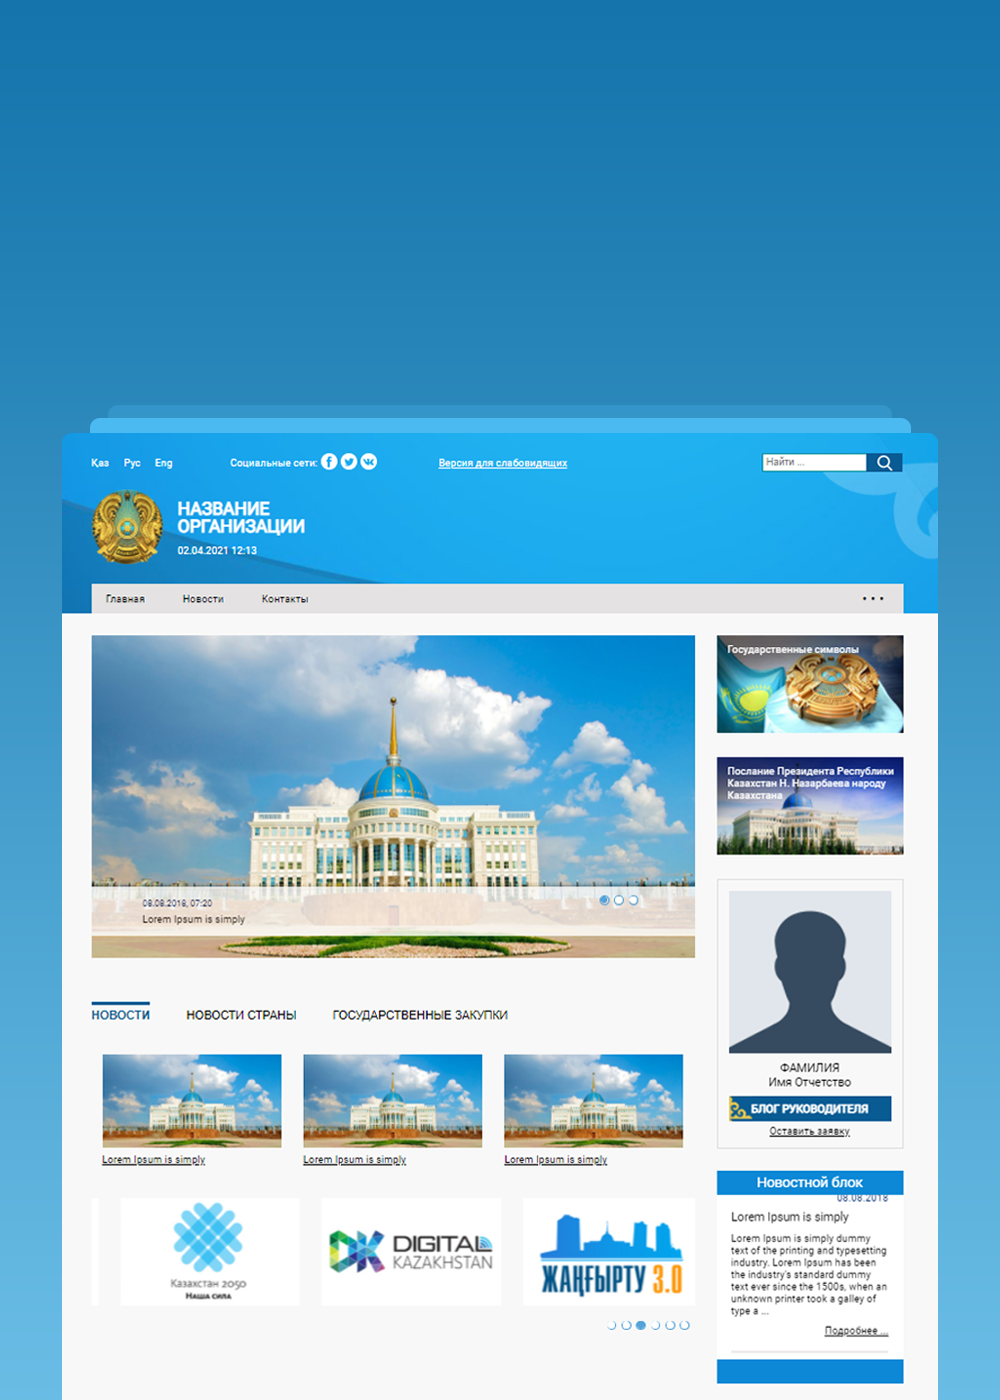 Қаз Рус Eng
Социальные сети:
Версия для слабовидящих
Найти ...
НАЗВАНИЕ
ОРГАНИЗАЦИИ
02.04.2021 12:13
Главная Новости Контакты
Государственные символы
Послание Президента Республики
Казахстан Н. Назарбаева народу
Казахстана
08.08.2018, 07:20
Lorem Ipsum is simply
НОВОСТИ НОВОСТИ СТРАНЫ ГОСУДАРСТВЕННЫЕ ЗАКУПКИ
Lorem Ipsum is simply
Lorem Ipsum is simply
Lorem Ipsum is simply
Казахстан 2050
Наша сила
DK DIGITAL
KAZAKHSTAN
ЖАҢҒЫРТУ 3.0
ФАМИЛИЯ
Имя Отчетство
БЛОГ РУКОВОДИТЕЛЯ
Оставить заявку
Новостной блок
08.08.2018
Lorem Ipsum is simply
Lorem Ipsum is simply dummy
text of the printing and typesetting
industry. Lorem Ipsum has been
the industry's standard dummy
text ever since the 1500s, when an
unknown printer took a galley of
type a ...
Подробнее ...